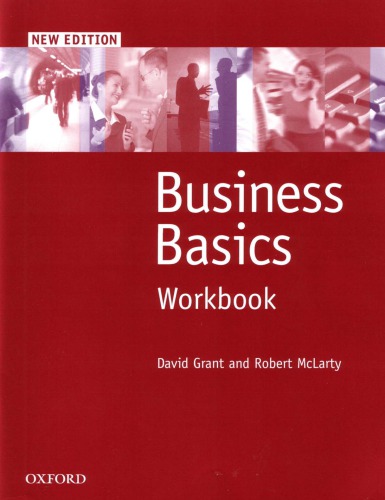 NEW EDITION
Business
Basics
Workbook
David Grant and Robert McLarty
OXFORD